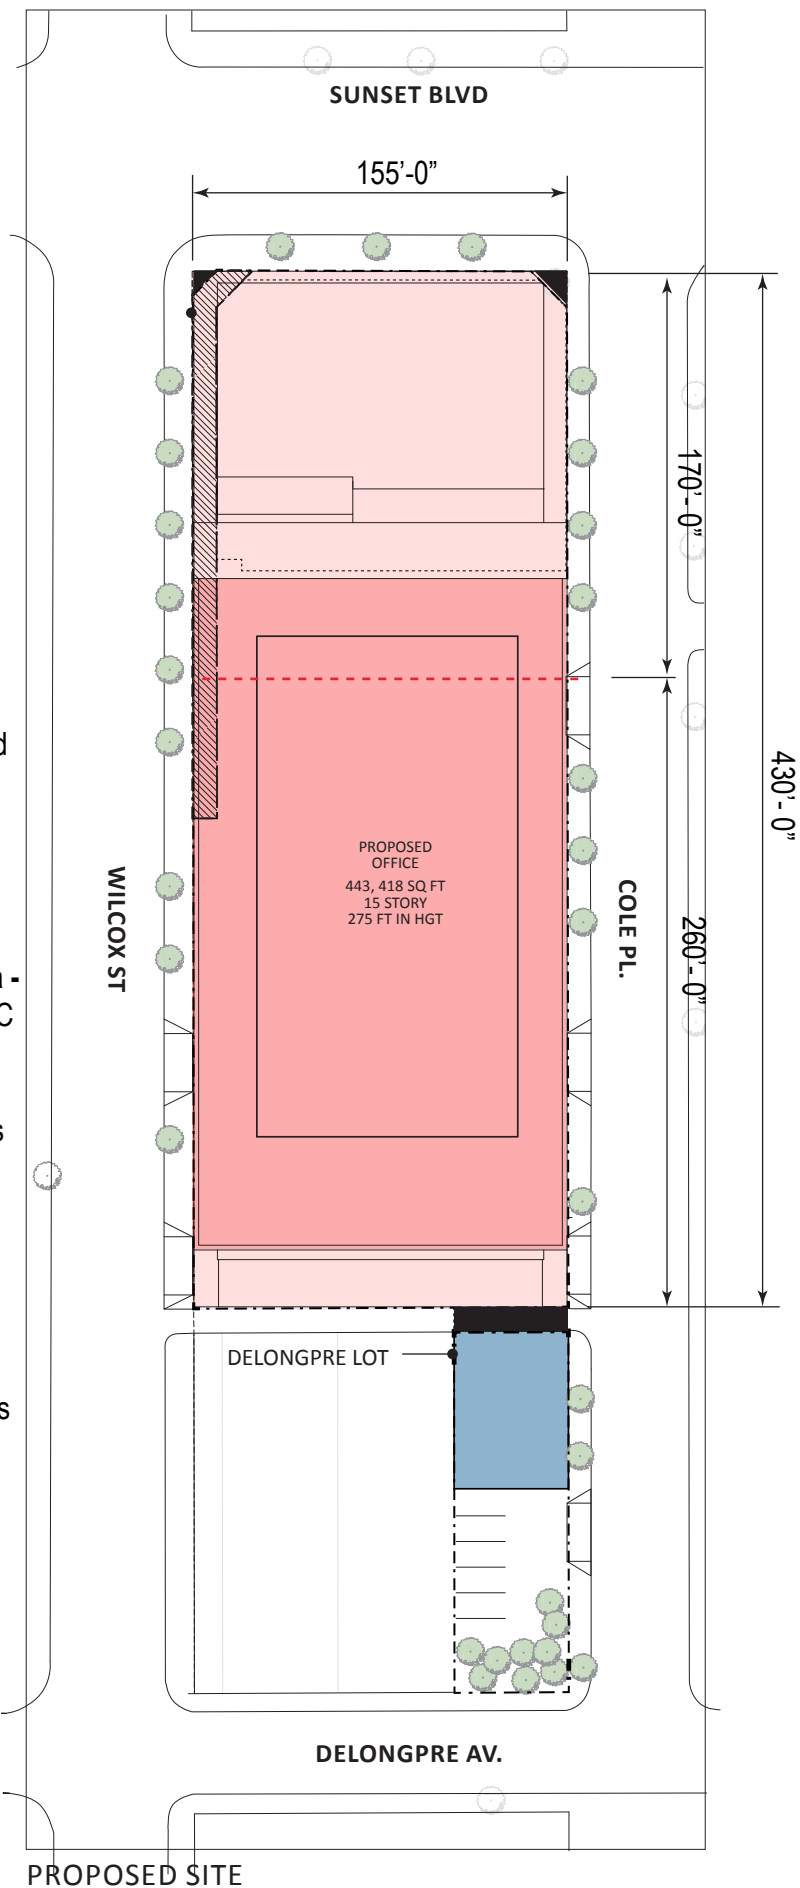 SUNSET BLVD
155'-0”
170'- 0”
430'- 0”
d
PROPOSED
OFFICE
443, 418 SQ FT
15 STORY
275 FT IN HGT
WILCOX ST
COLE PL.
260'- 0”
-
C
s
DELONGPRE LOT
s
DELONGPRE AV.
PROPOSED SITE